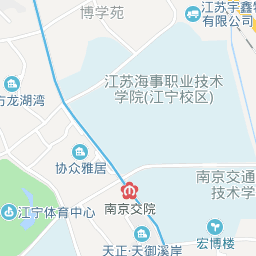 博学苑
江苏宇鑫
有限公司
江苏海事职业技术
学院(江宁校区)
方龙湖湾
协众雅居
南京交通
技术学
南京交院
江宁体育中心
宏博楼
天正·天御溪岸